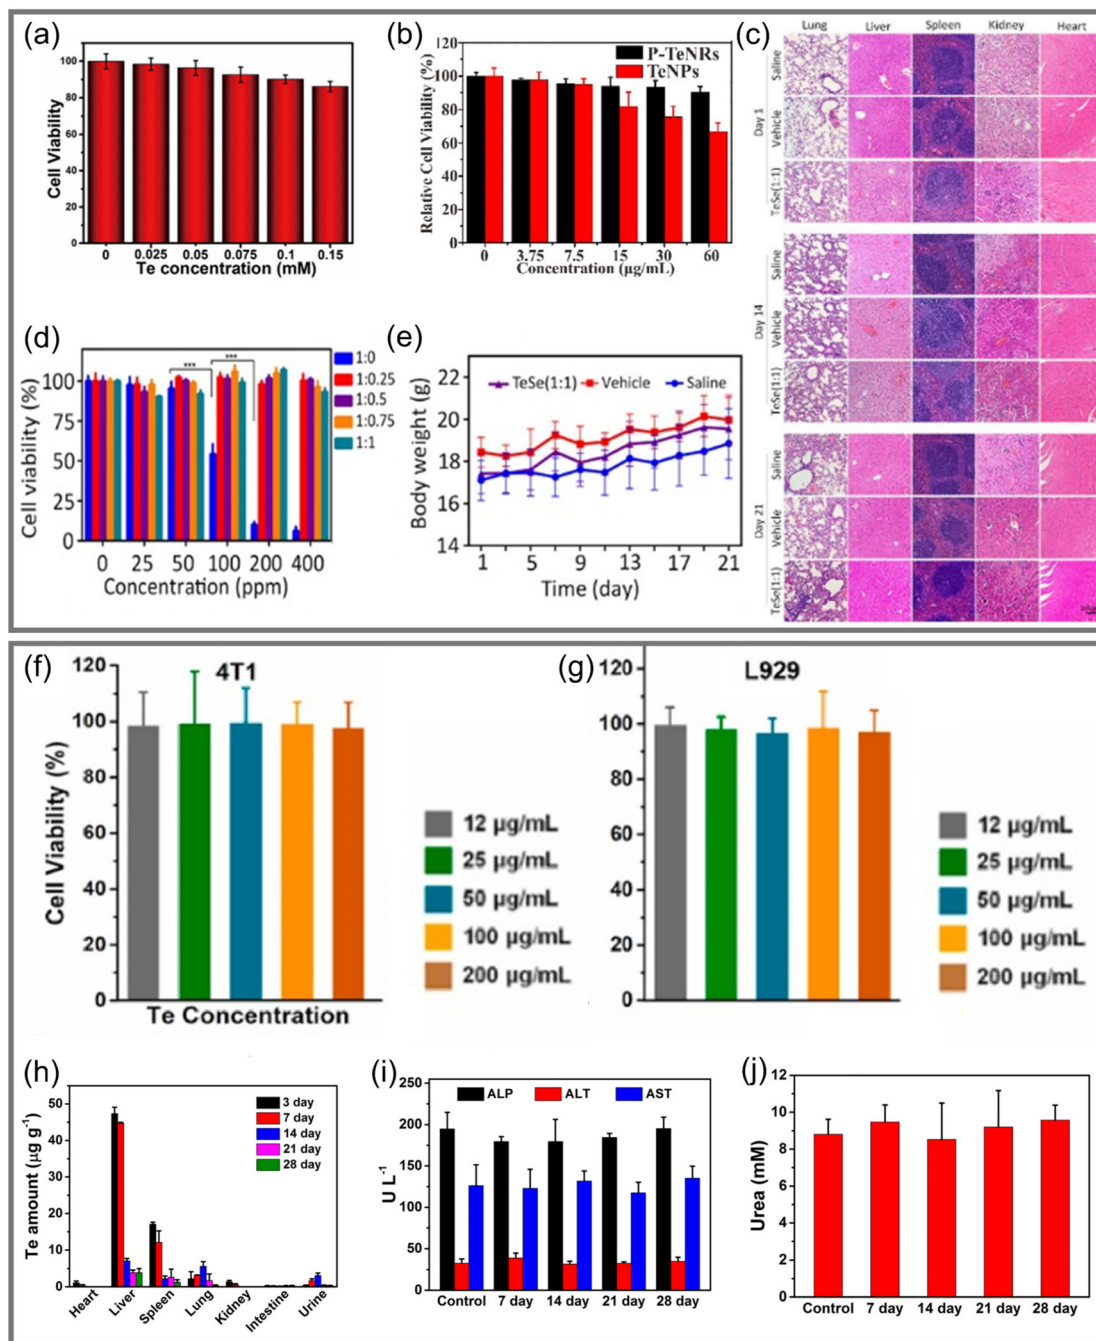 (a)
Cell Viability
100
80
60
40
20
0
0 0.025 0.05 0.075 0.1 0.15
Te concentration (mM)
(b)
Relative Cell Viability (%)
120
100
80
60
40
20
0
P-TeNRs
TeNPs
0 3.75 7.5 15 30 60
Concentration (µg/mL)
(c)
Lung Liver Spleen Kidney Heart
Day 1
Saline
Vehicle
TeSe(1:1)
Day 14
Saline
Vehicle
TeSe(1:1)
Day 21
Saline
Vehicle
TeSe(1:1)
(d)
Cell viability (%)
100
75
50
25
0
*** ***
1:0
1:0.25
1:0.5
1:0.75
1:1
0 25 50 100 200 400
Concentration (ppm)
(e)
Body weight (g)
22
20
18
16
14
TeSe(1:1) Vehicle Saline
1 5 9 13 17 21
Time (day)
(f)
4T1
Cell Viability (%)
120
100
80
60
40
20
0
Te Concentration
12 µg/mL
25 µg/mL
50 µg/mL
100 µg/mL
200 µg/mL
(g)
L929
120
100
80
60
40
20
0
12 µg/mL
25 µg/mL
50 µg/mL
100 µg/mL
200 µg/mL
(h)
Te amount (µg g⁻¹)
50
40
30
20
10
0
3 day
7 day
14 day
21 day
28 day
Heart Liver Spleen Lung Kidney Intestine Urine
(i)
U L⁻¹
250
200
150
100
50
0
ALP ALT AST
Control 7 day 14 day 21 day 28 day
(j)
Urea (mM)
12
10
8
6
4
2
0
Control 7 day 14 day 21 day 28 day